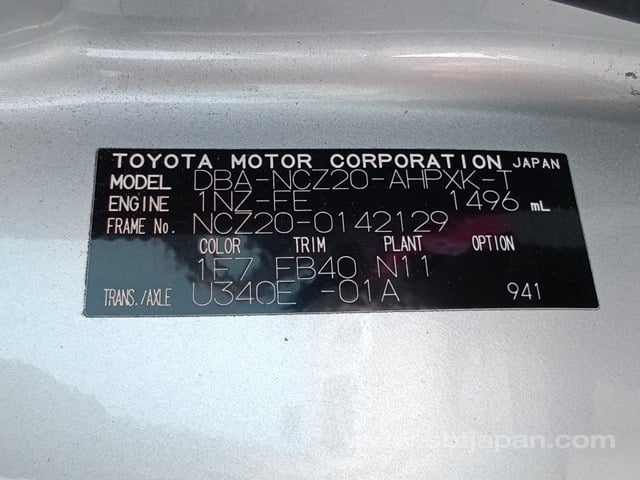 TOYOTA MOTOR CORPORATION JAPAN
MODEL DBA-NCZ20-AHPXK-T
ENGINE 1NZ-FE 1496 mL
FRAME No. NCZ20-0142129
COLOR TRIM PLANT OPTION
1E7 FB40 N11
TRANS./AXLE U340E -01A 941